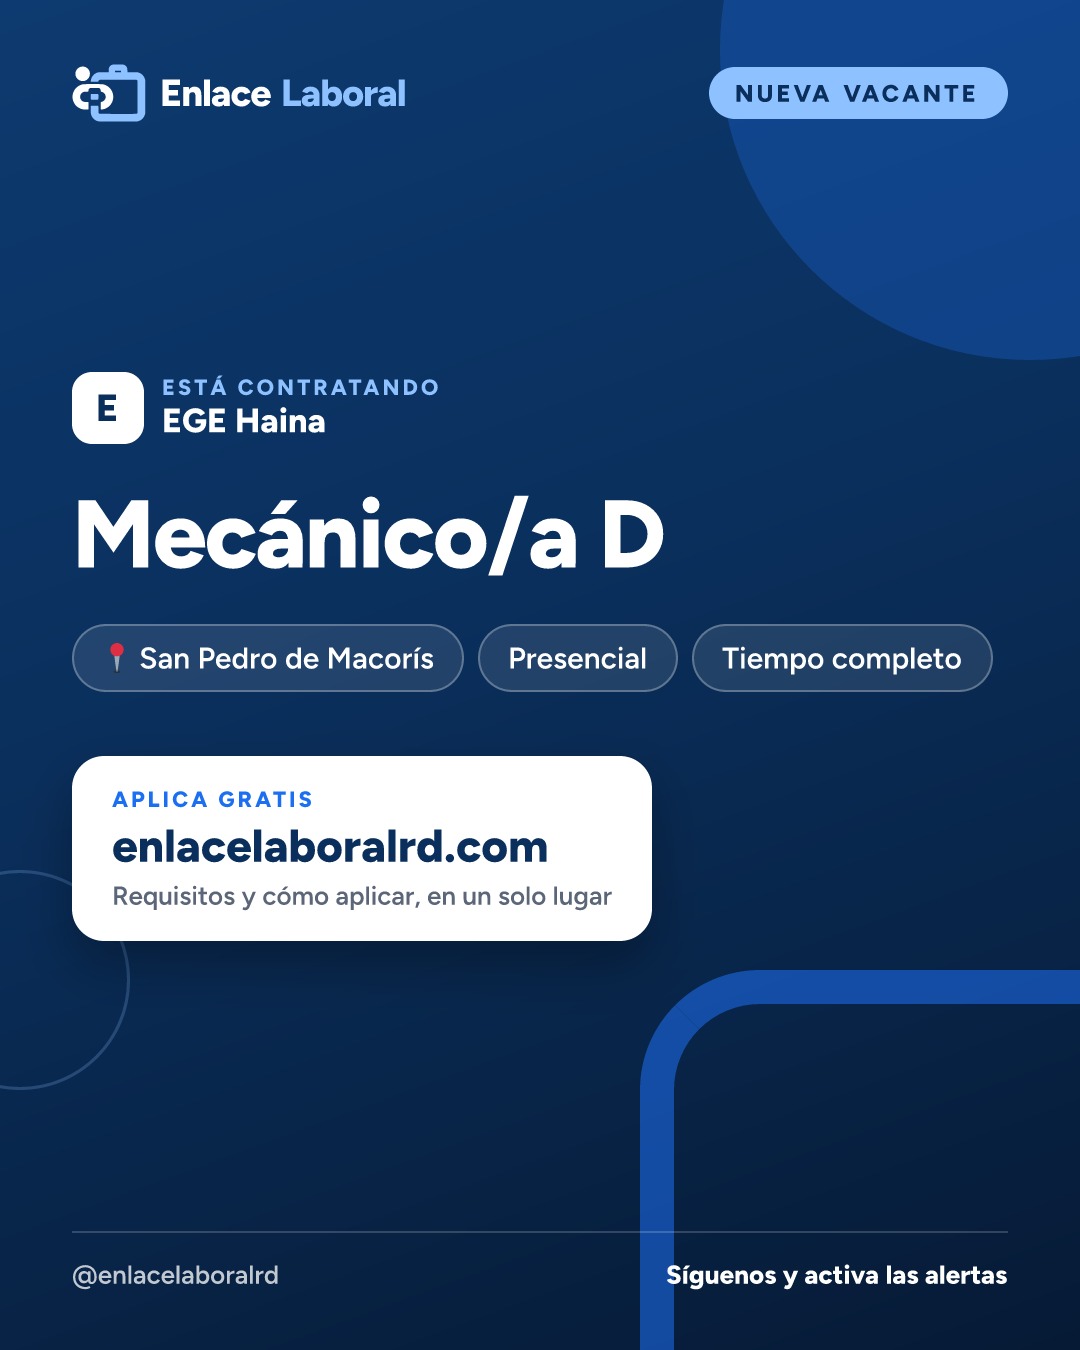 Enlace Laboral
NUEVA VACANTE
E
ESTÁ CONTRATANDO
EGE Haina
Mecánico/a D
📍 San Pedro de Macorís
Presencial
Tiempo completo
APLICA GRATIS
enlacelaboralrd.com
Requisitos y cómo aplicar, en un solo lugar
@enlacelaboralrd
Síguenos y activa las alertas